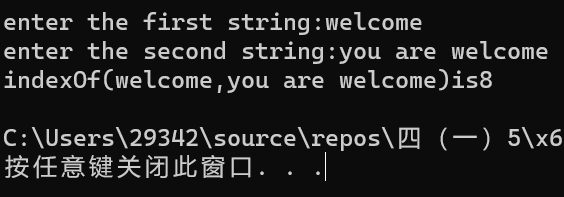 enter the first string:welcome
enter the second string:you are welcome
indexOf(welcome,you are welcome)is8
C:\Users\29342\source\repos\四 (一) 5\x6
按任意键关闭此窗口. . .